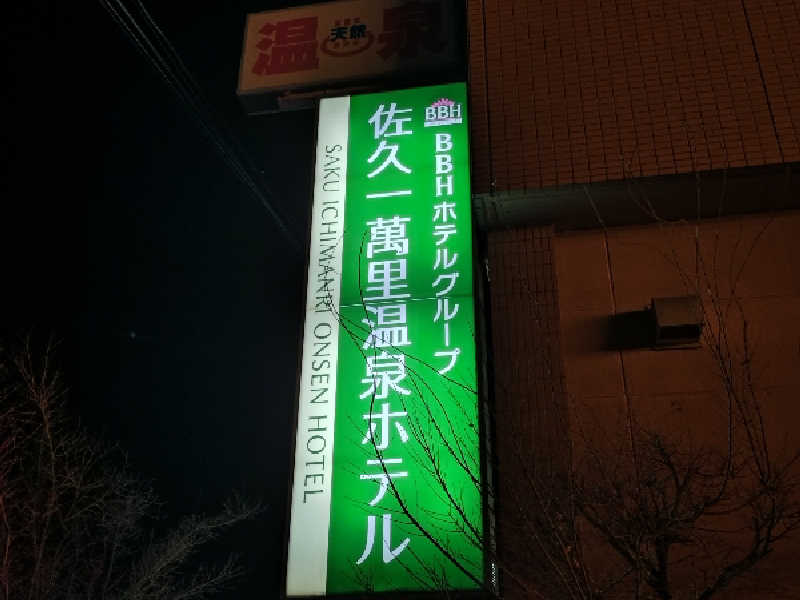 天然
温泉
BBH
BBHホテルグループ
佐久一萬里温泉ホテル
SAKU ICHIMANRI ONSEN HOTEL